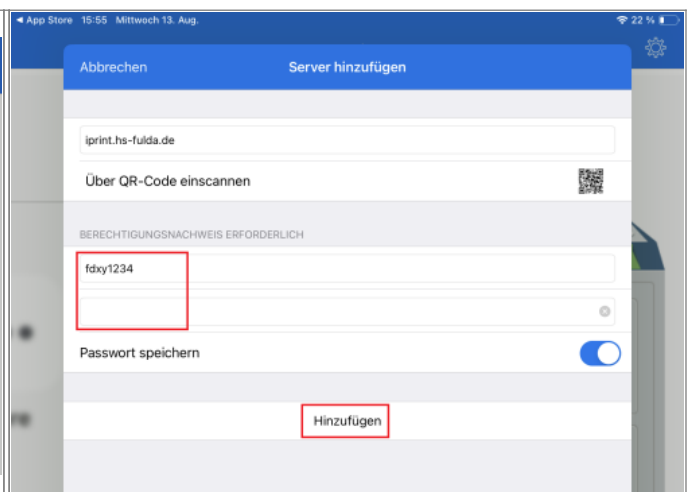 ◀ App Store 15:55 Mittwoch 13. Aug. 22 %
Abbrechen Server hinzufügen
iprint.hs-fulda.de
Über QR-Code einscannen
BERECHTIGUNGSNACHWEIS ERFORDERLICH
fdxy1234
Passwort speichern
Hinzufügen